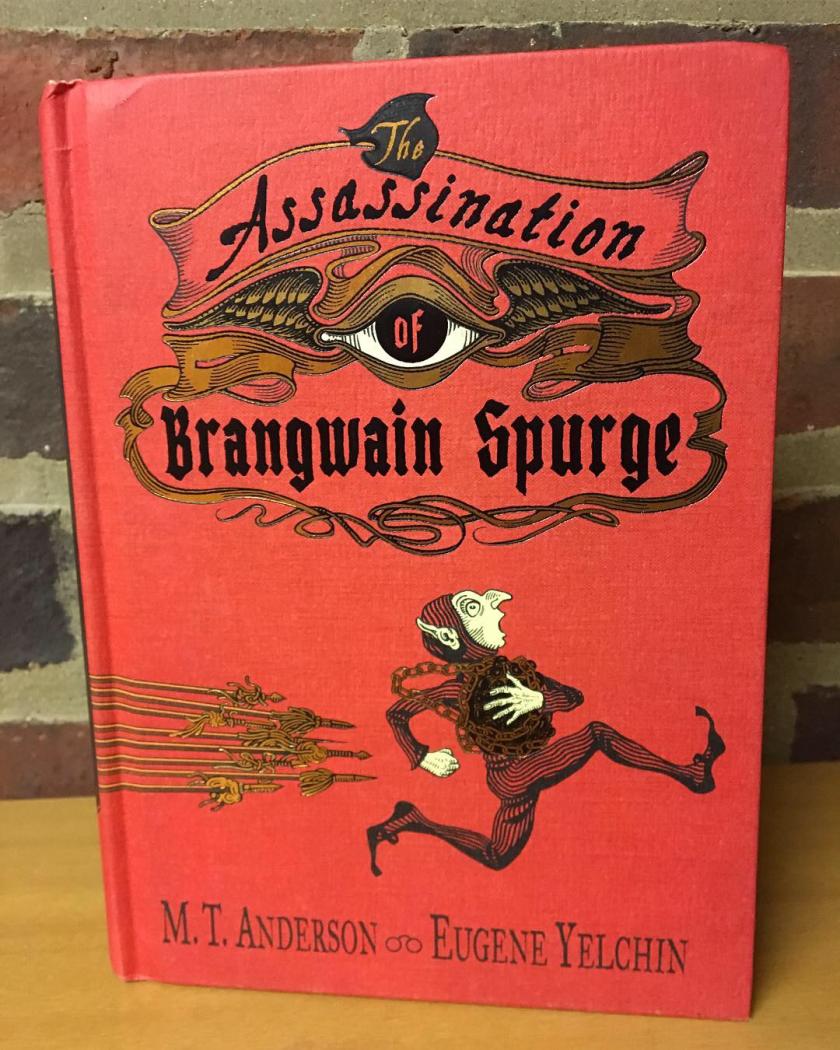 The
Assassination
OF
Brangwain Spurge
M. T. ANDERSON EUGENE YELCHIN